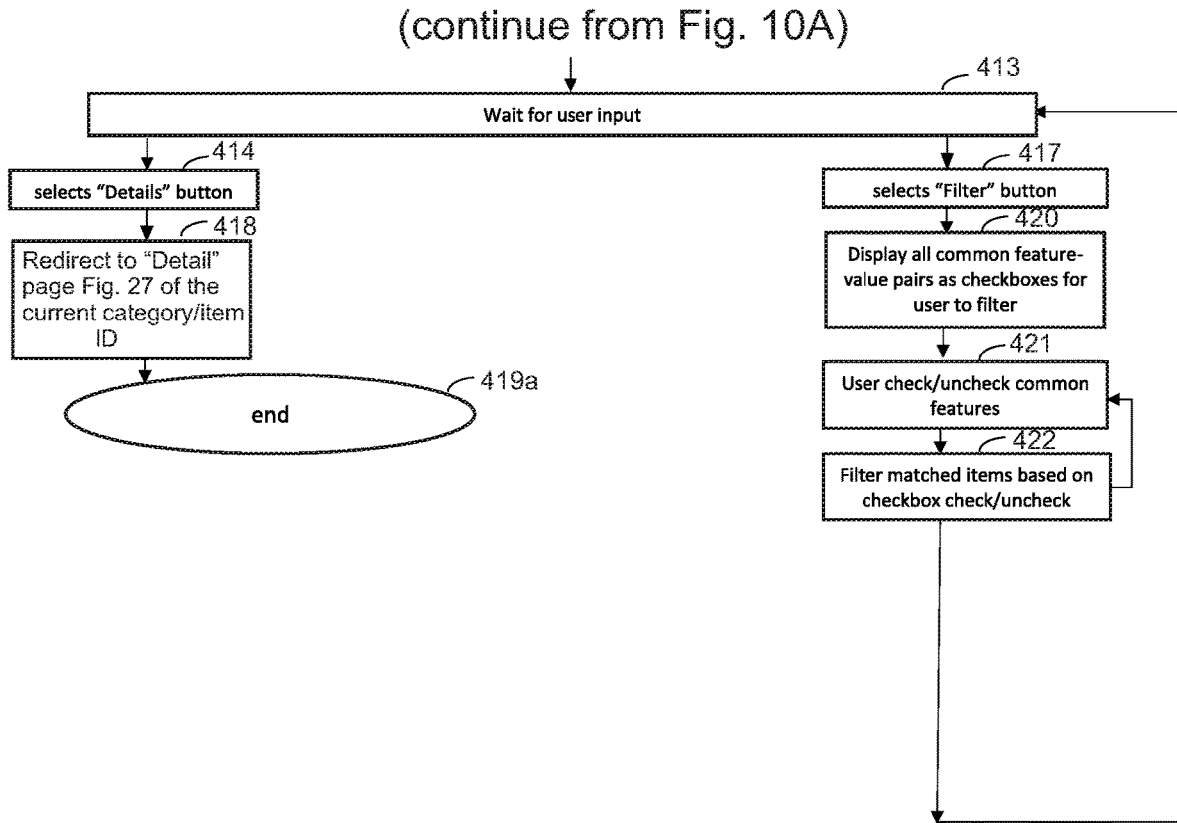 (continue from Fig. 10A)
413
Wait for user input
414
selects “Details” button
418
Redirect to “Detail”
page Fig. 27 of the
current category/item
ID
419a
end
417
selects “Filter” button
420
Display all common feature-
value pairs as checkboxes for
user to filter
421
User check/uncheck common
features
422
Filter matched items based on
checkbox check/uncheck